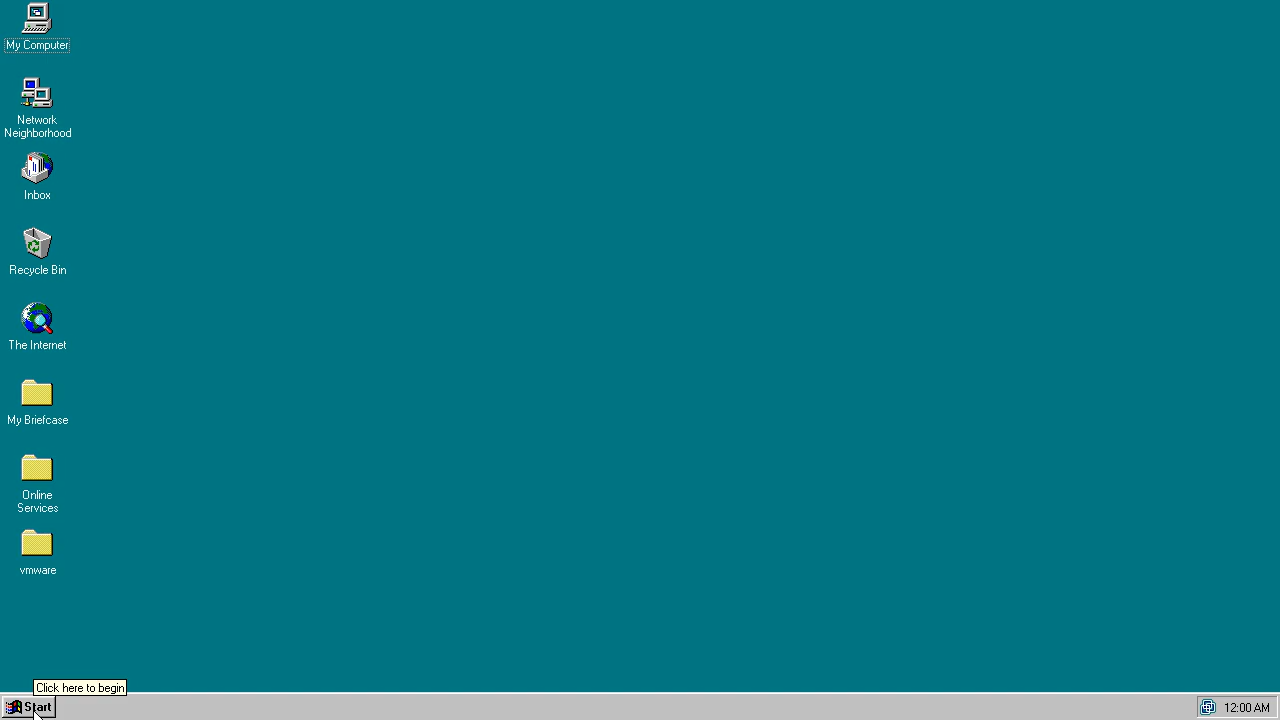 My Computer
Network
Neighborhood
Inbox
Recycle Bin
The Internet
My Briefcase
Online
Services
vmware
Click here to begin
Start
12:00 AM